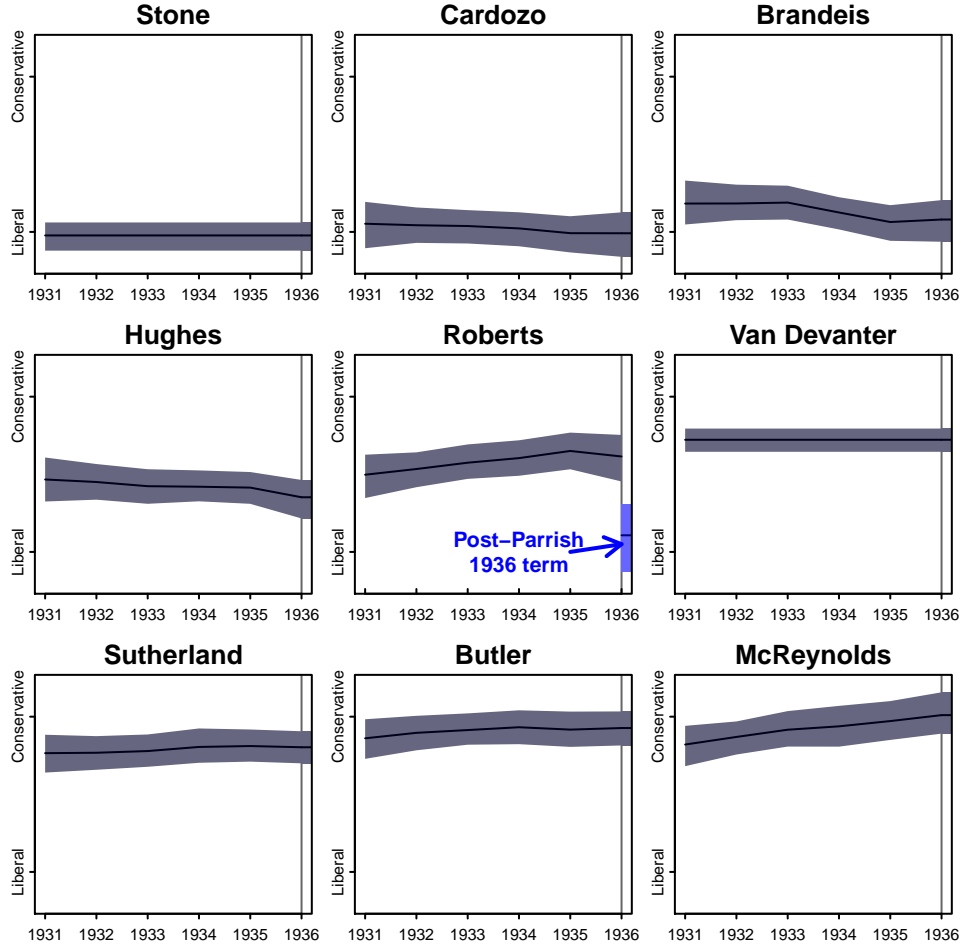 Stone
Conservative
Liberal
1931 1932 1933 1934 1935 1936
Cardozo
Conservative
Liberal
1931 1932 1933 1934 1935 1936
Brandeis
Conservative
Liberal
1931 1932 1933 1934 1935 1936
Hughes
Conservative
Liberal
1931 1932 1933 1934 1935 1936
Roberts
Conservative
Liberal
Post−Parrish
1936 term
1931 1932 1933 1934 1935 1936
Van Devanter
Conservative
Liberal
1931 1932 1933 1934 1935 1936
Sutherland
Conservative
Liberal
1931 1932 1933 1934 1935 1936
Butler
Conservative
Liberal
1931 1932 1933 1934 1935 1936
McReynolds
Conservative
Liberal
1931 1932 1933 1934 1935 1936